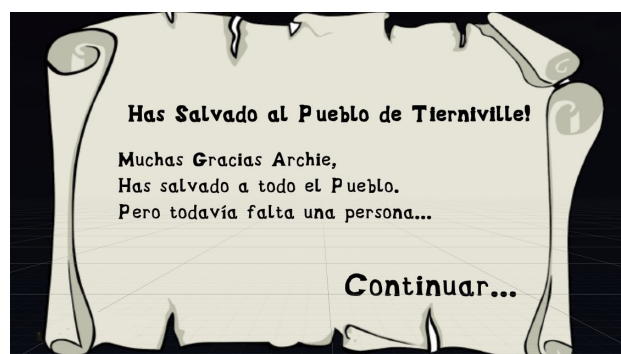 Has Salvado al Pueblo de Tierniville!
Muchas Gracias Archie,
Has salvado a todo el Pueblo.
Pero todavía falta una persona...
Continuar...